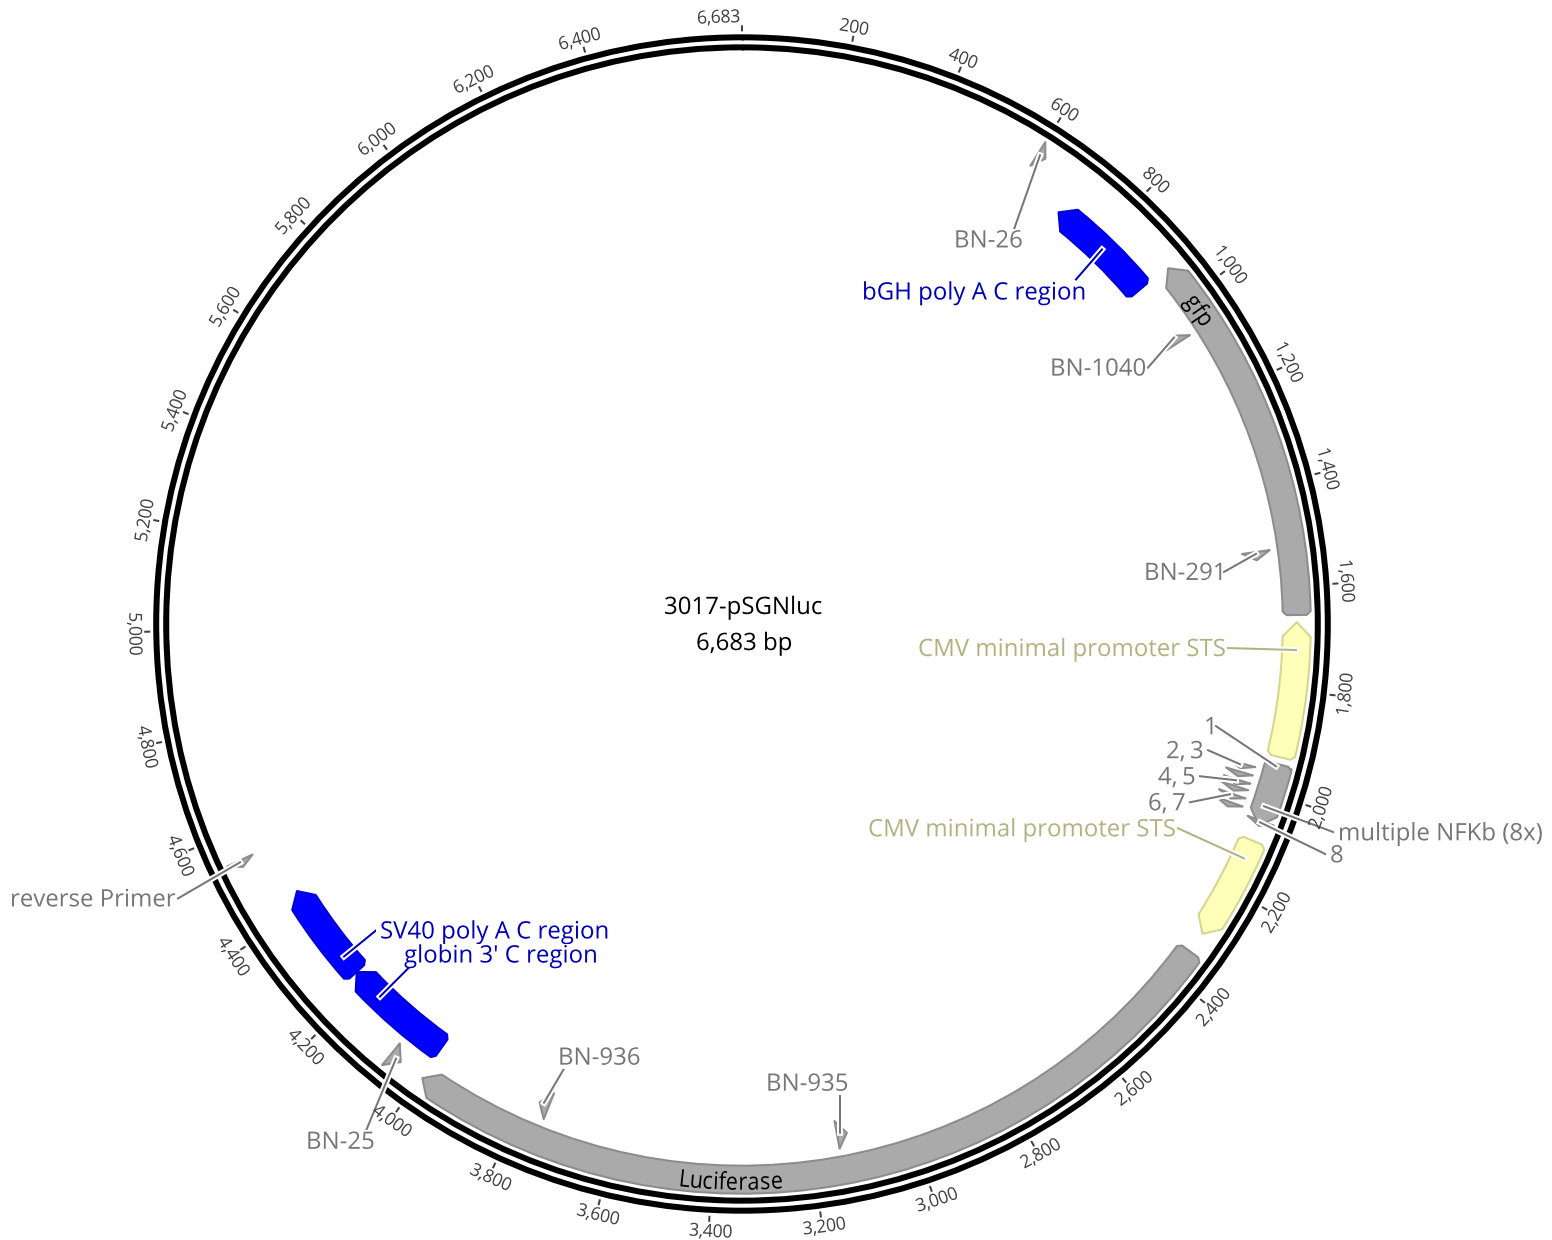 6,683
200
400
600
800
1,000
1,200
1,400
1,600
1,800
2,000
2,200
2,400
2,600
2,800
3,000
3,200
3,400
3,600
3,800
4,000
4,200
4,400
4,600
4,800
5,000
5,200
5,400
5,600
5,800
6,000
6,200
6,400
BN-26
bGH poly A C region
gfp
BN-1040
BN-291
3017-pSGNluc
6,683 bp
CMV minimal promoter STS
1
2, 3
4, 5
6, 7
CMV minimal promoter STS
multiple NFKb (8x)
8
reverse Primer
SV40 poly A C region
globin 3' C region
BN-936
BN-935
BN-25
Luciferase